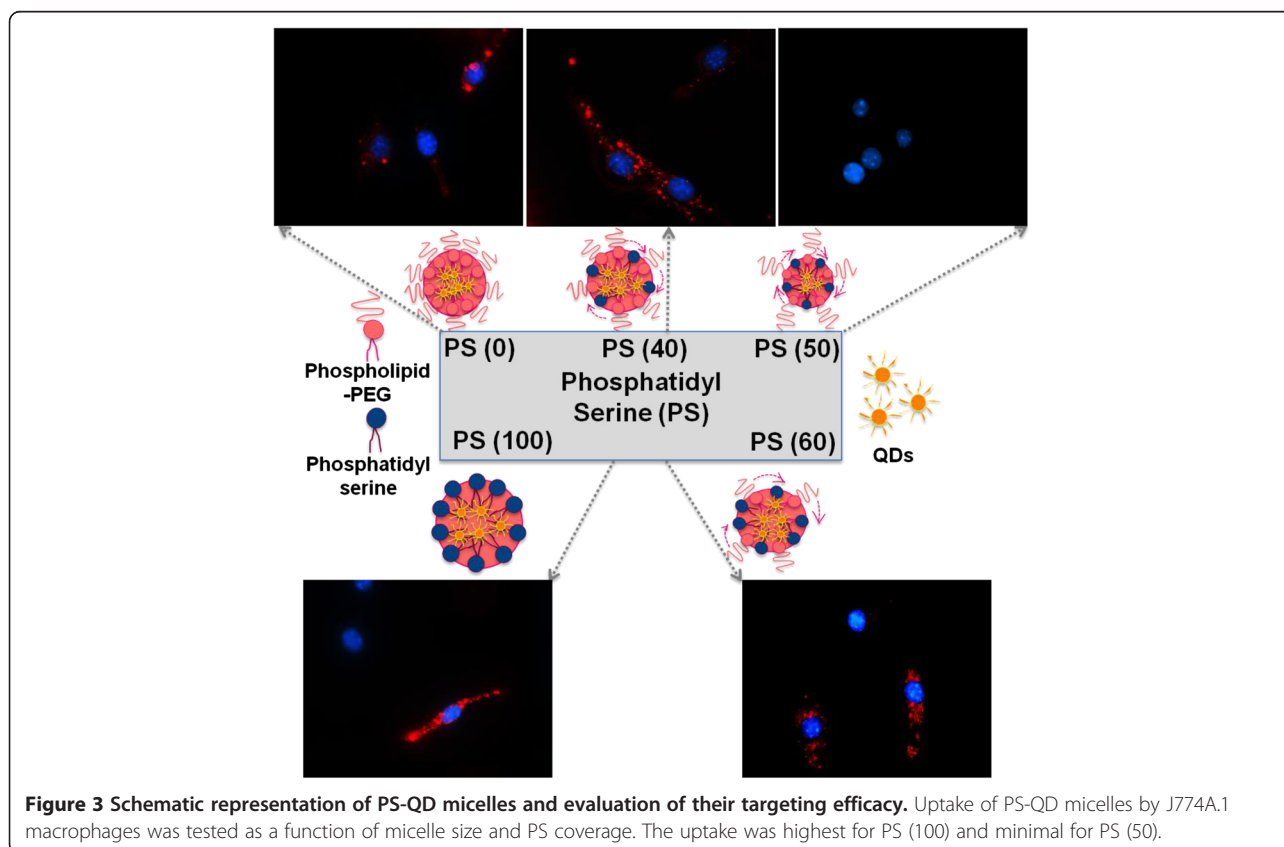 PS (0) PS (40) PS (50)
Phosphatidyl
Serine (PS)
PS (100) PS (60)
Phospholipid
-PEG
Phosphatidyl
serine
QDs
Figure 3 Schematic representation of PS-QD micelles and evaluation of their targeting efficacy. Uptake of PS-QD micelles by J774A.1
macrophages was tested as a function of micelle size and PS coverage. The uptake was highest for PS (100) and minimal for PS (50).